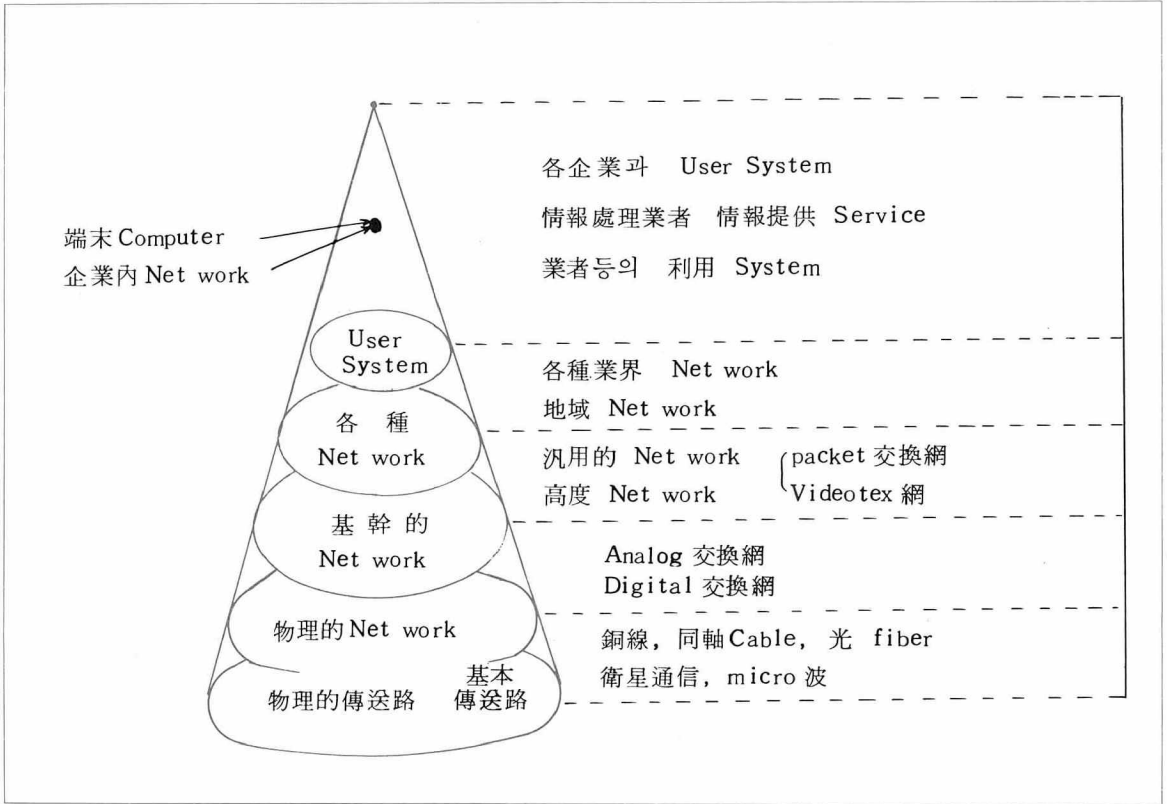 端末 Computer
企業內 Net work
各企業과 User System
情報處理業者 情報提供 Service
業者등의 利用 System
User
System
各種業界 Net work
地域 Net work
各 種
Net work
汎用的 Net work packet 交換網
高度 Net work Videotex 網
基 幹 的
Net work
Analog 交換網
Digital 交換網
物理的 Net work
銅線, 同軸 Cable, 光 fiber
衛星通信, micro 波
物理的傳送路
基本
傳送路